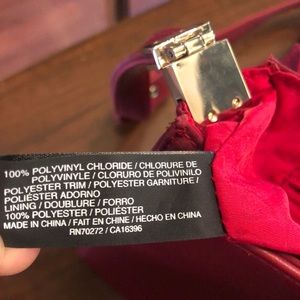 100% POLYVINYL CHLORIDE / CHLORURE DE
POLYVINYLE / CLORURO DE POLIVINILO
POLYESTER TRIM / POLYESTER GARNITURE /
POLIÉSTER ADORNO
LINING / DOUBLURE / FORRO
100% POLYESTER / POLIÉSTER
MADE IN CHINA / FAIT EN CHINE / HECHO EN CHINA
RN70272 / CA16396